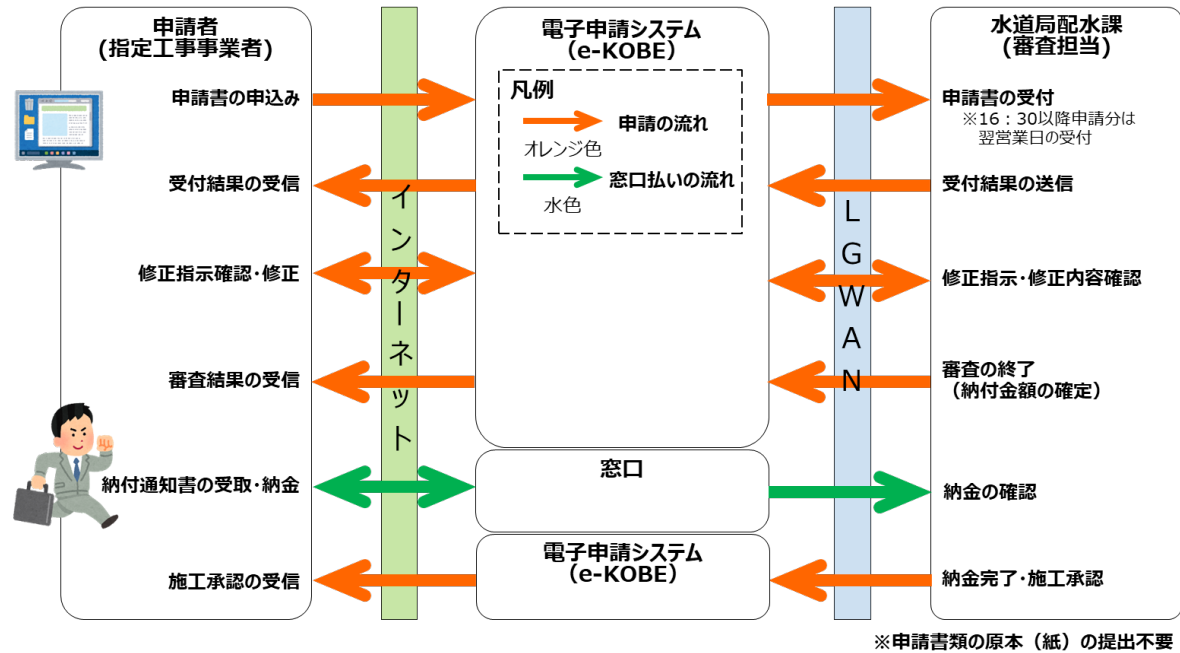 申請者
(指定工事事業者)
電子申請システム
（e-KOBE）
水道局配水課
(審査担当)
凡例
申請の流れ
オレンジ色
窓口払いの流れ
水色
申請書の申込み
申請書の受付
※16：30以降申請分は
翌営業日の受付
受付結果の受信
受付結果の送信
修正指示確認・修正
修正指示・修正内容確認
審査結果の受信
審査の終了
（納付金額の確定）
インターネット
LGWAN
窓口
納付通知書の受取・納金
納金の確認
電子申請システム
（e-KOBE）
施工承認の受信
納金完了・施工承認
※申請書類の原本（紙）の提出不要